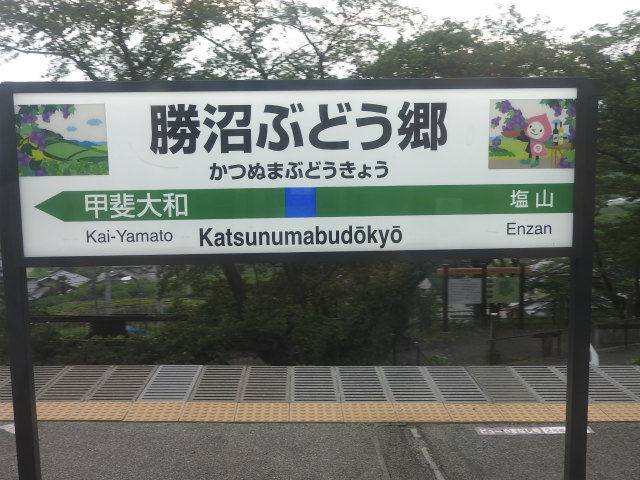 勝沼ぶどう郷
かつぬまぶどうきょう
甲斐大和
塩山
Kai-Yamato
Katsunumabudōkyō
Enzan